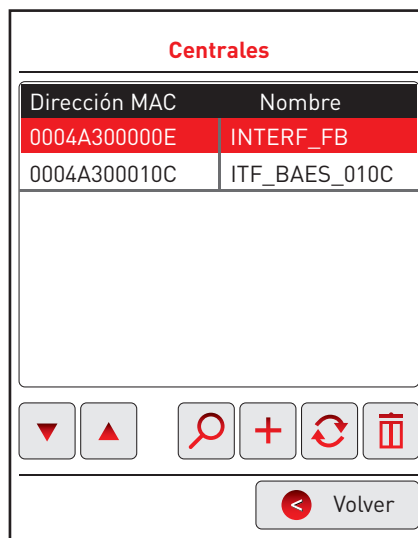 Centrales
Dirección MAC Nombre
0004A300000E INTERF_FB
0004A300010C ITF_BAES_010C
Volver